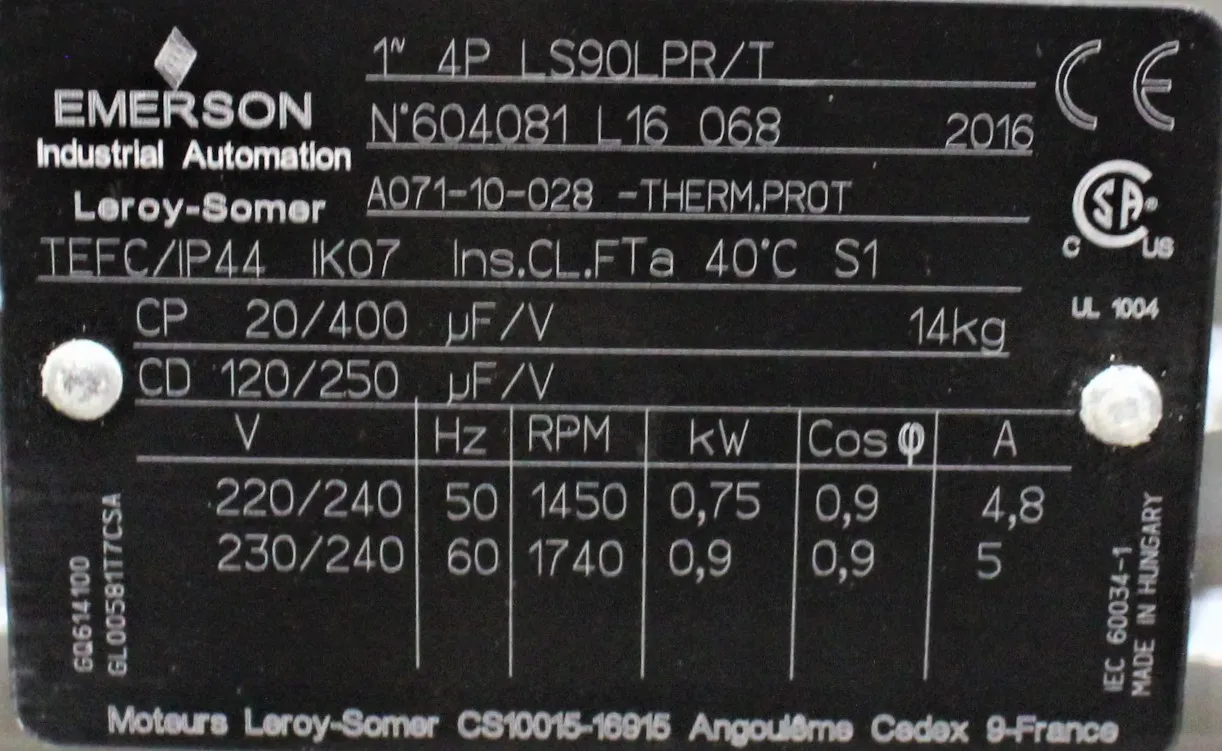 EMERSON
Industrial Automation
Leroy-Somer
1~ 4P LS90LPR/T
N°604081 L16 068 2016
A071-10-028 -THERM.PROT
TEFC/IP44 IK07 Ins.CL.FTa 40°C S1
CP 20/400 µF/V 14kg
CD 120/250 µF/V
CE
CSA®
C US
UL 1004
V Hz RPM kW Cos φ A
220/240 50 1450 0,75 0,9 4,8
230/240 60 1740 0,9 0,9 5
GQ614100
GL00581T7CSA
IEC 60034-1
MADE IN HUNGARY
Moteurs Leroy-Somer CS10015-16915 Angoulême Cedex 9-France